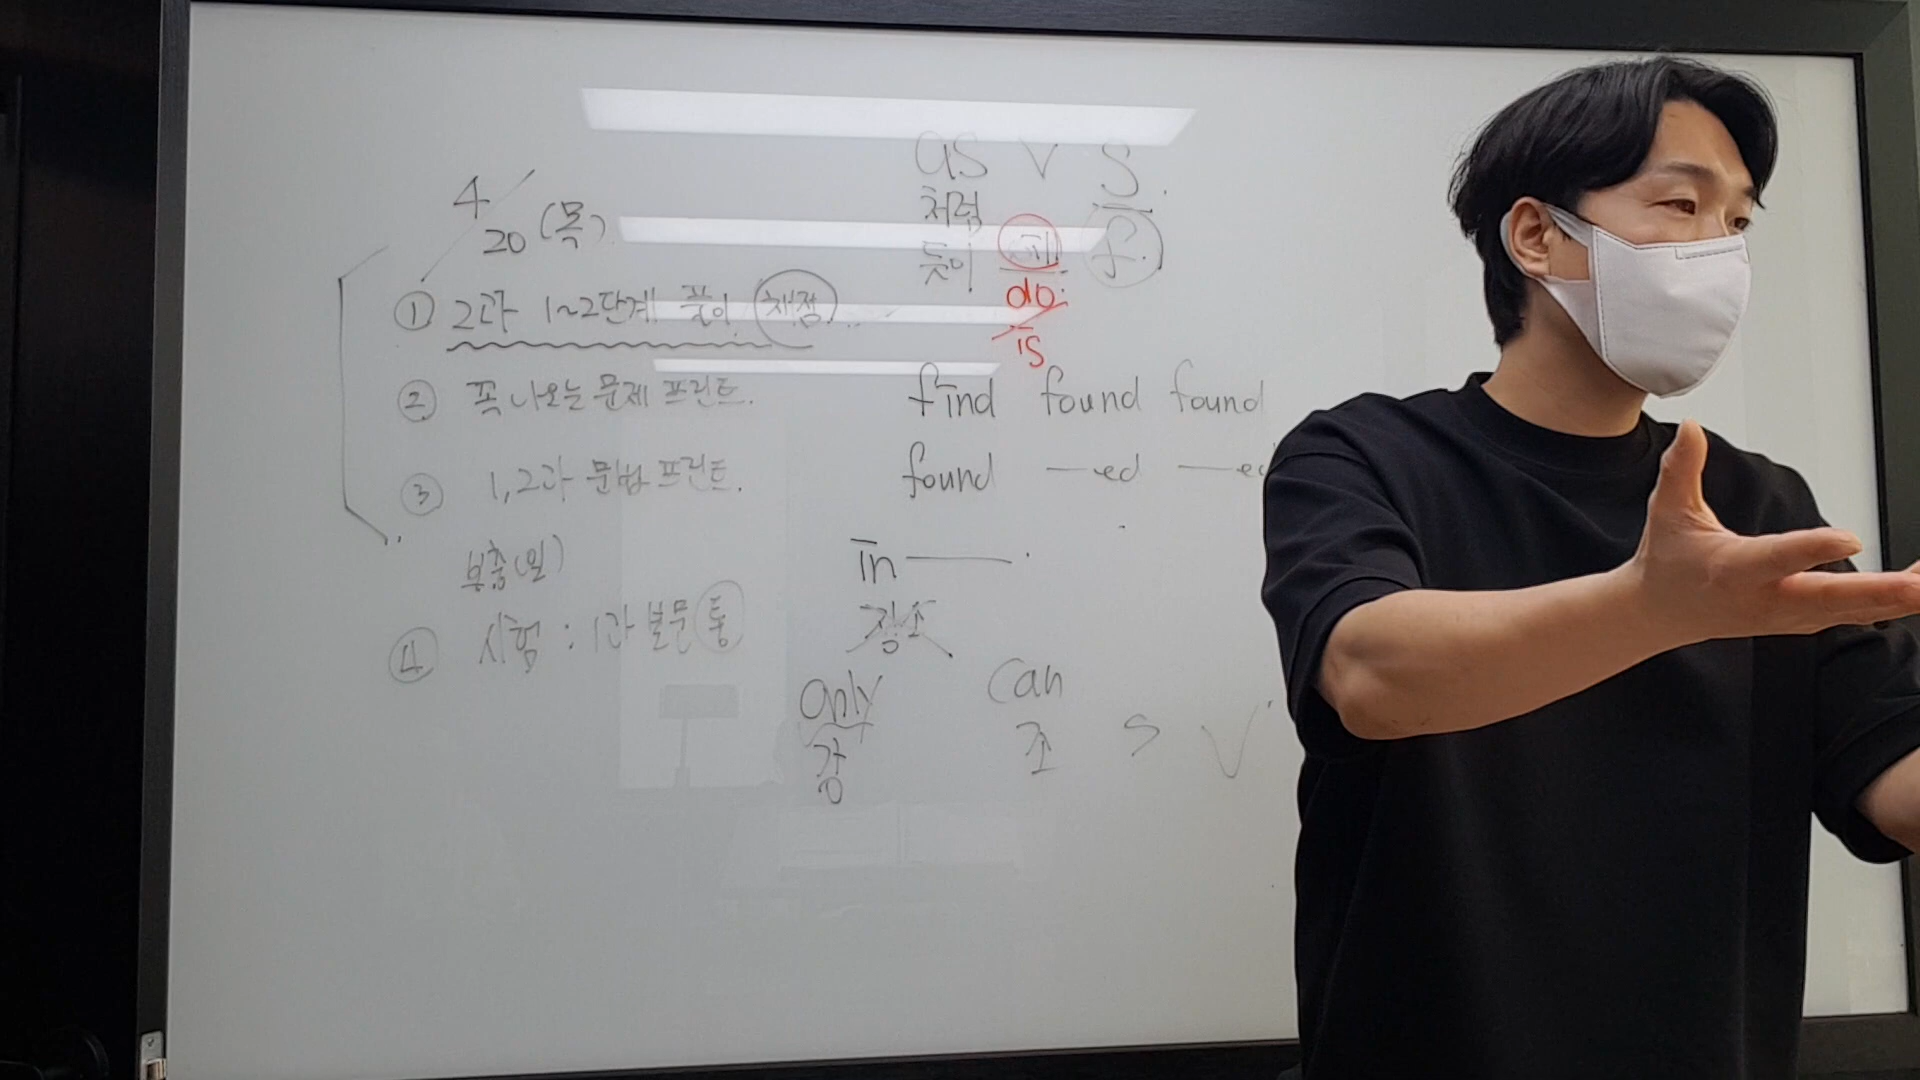 4/20 (목)
① 2과 1~2단계 풀이 채점
② 꼭 나오는 문제 프린트.
③ 1, 2과 문법 프린트.
보충(일)
④ 시험 : 1과 본문 통
as V S.
처럼
듯이
do
is
find found found
found —ed —ed
in —
장소
only can S V
강 조